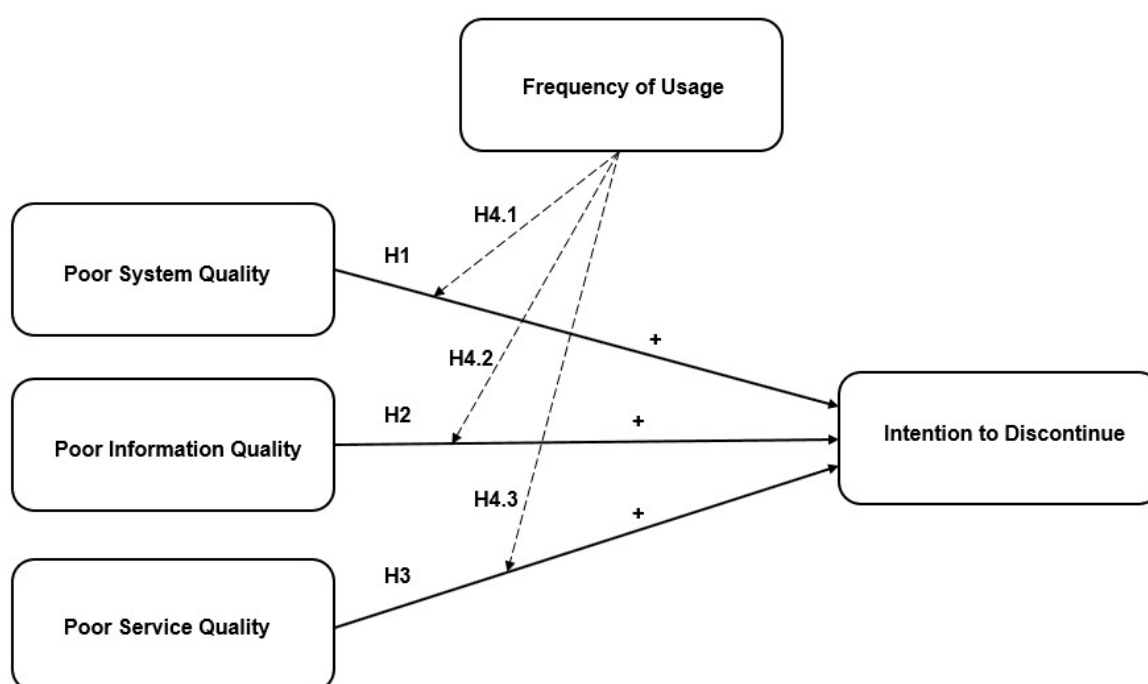 Frequency of Usage
H4.1
H1
Poor System Quality
+
H4.2
H2
+
Poor Information Quality
Intention to Discontinue
H4.3
+
H3
Poor Service Quality